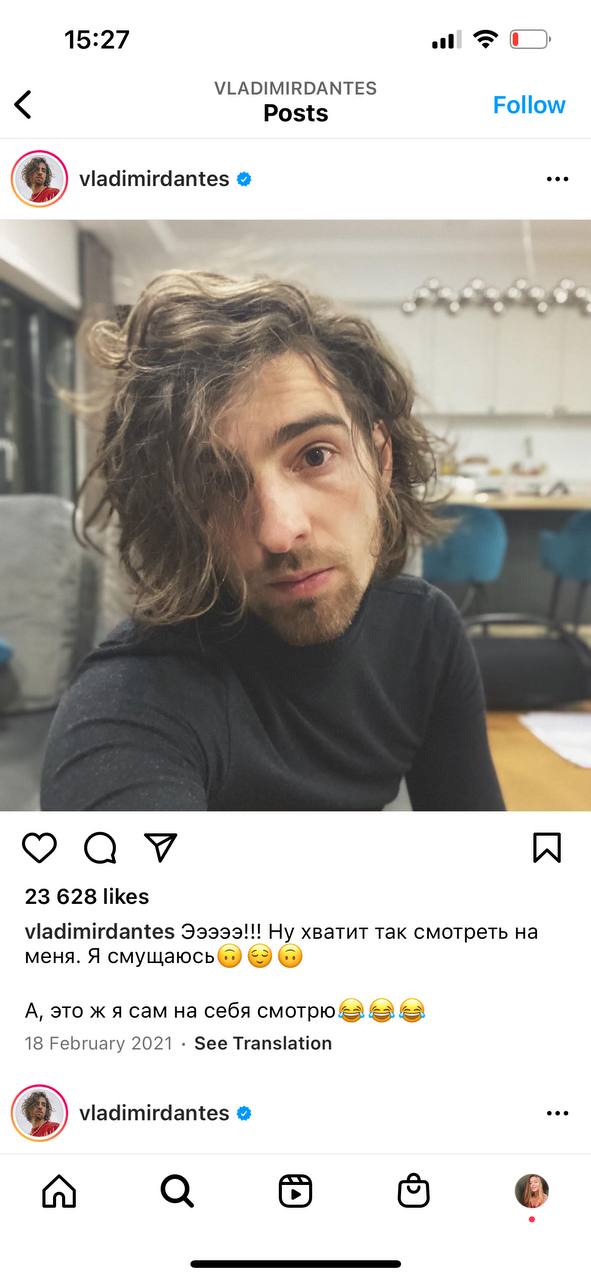 15:27
VLADIMIRDANTES
Posts
Follow
vladimirdantes
23 628 likes
vladimirdantes Эээээ!!! Ну хватит так смотреть на
меня. Я смущаюсь🙃😌🙃
А, это ж я сам на себя смотрю😂😂😂
18 February 2021 · See Translation
vladimirdantes